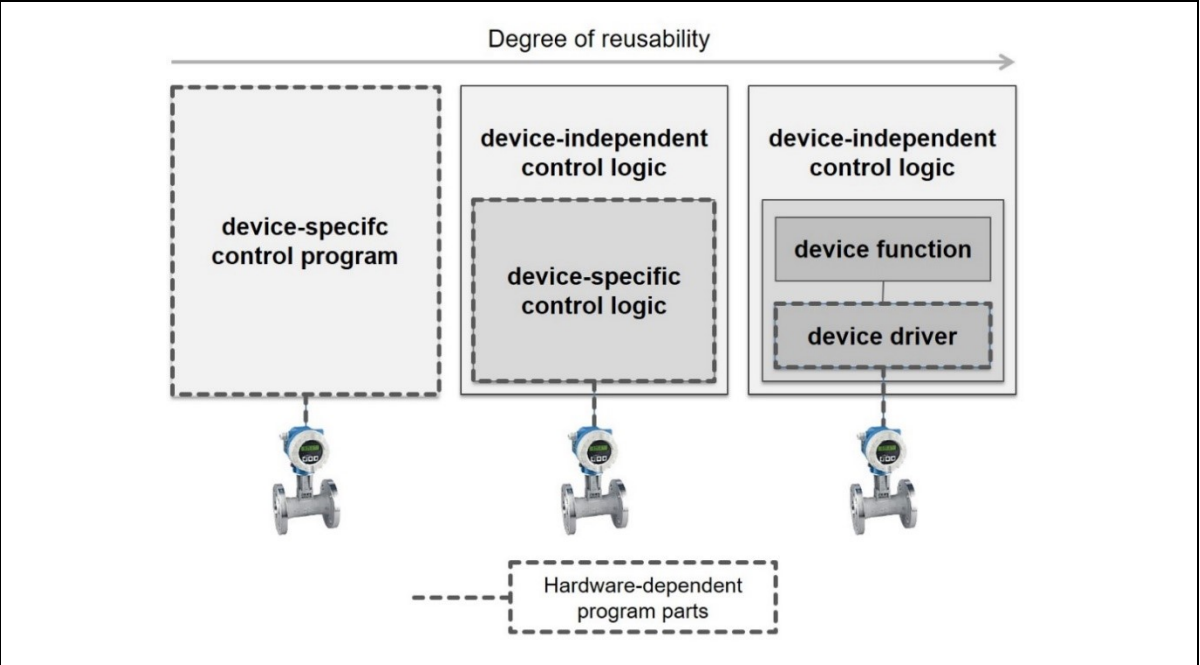 Degree of reusability
device-specifc
control program
device-independent
control logic
device-specific
control logic
device-independent
control logic
device function
device driver
Hardware-dependent
program parts